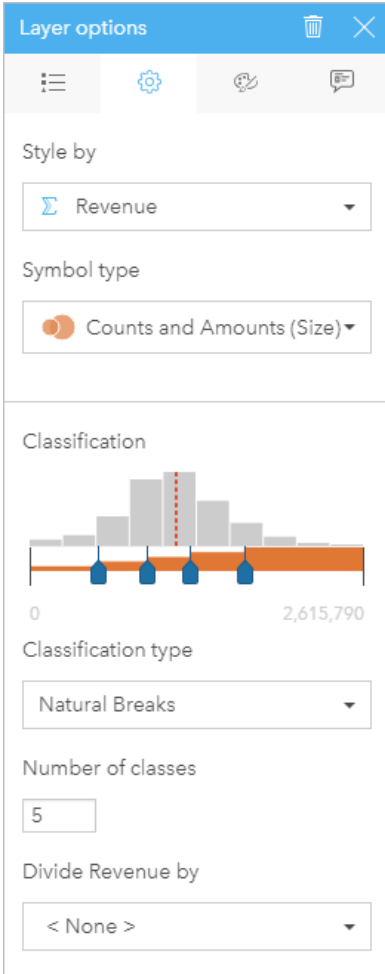 Layer options
Style by
Σ Revenue
Symbol type
Counts and Amounts (Size)
Classification
0 2,615,790
Classification type
Natural Breaks
Number of classes
5
Divide Revenue by
< None >